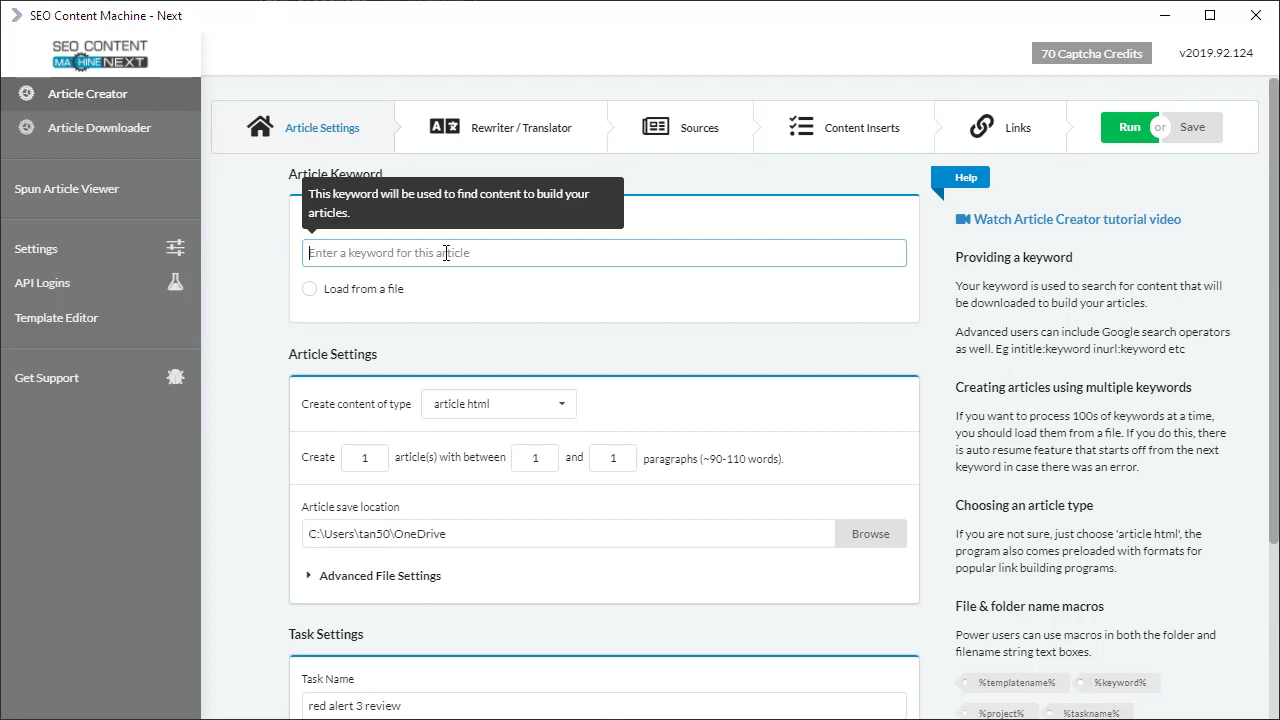 SEO Content Machine - Next
SEO CONTENT
MACHINE NEXT
70 Captcha Credits
v2019.92.124
Article Creator
Article Downloader
Spun Article Viewer
Settings
API Logins
Template Editor
Get Support
Article Settings
Rewriter / Translator
Sources
Content Inserts
Links
Run or Save
Article Keyword
This keyword will be used to find content to build your
articles.
Enter a keyword for this article
Load from a file
Article Settings
Create content of type article html
Create 1 article(s) with between 1 and 1 paragraphs (~90-110 words).
Article save location
C:\Users\tan50\OneDrive
Browse
Advanced File Settings
Task Settings
Task Name
red alert 3 review
Help
Watch Article Creator tutorial video
Providing a keyword
Your keyword is used to search for content that will
be downloaded to build your articles.
Advanced users can include Google search operators
as well. Eg intitle:keyword inurl:keyword etc
Creating articles using multiple keywords
If you want to process 100s of keywords at a time,
you should load them from a file. If you do this, there
is auto resume feature that starts off from the next
keyword in case there was an error.
Choosing an article type
If you are not sure, just choose 'article html', the
program also comes preloaded with formats for
popular link building programs.
File & folder name macros
Power users can use macros in both the folder and
filename string text boxes.
%templatename%
%keyword%
%project%
%taskname%